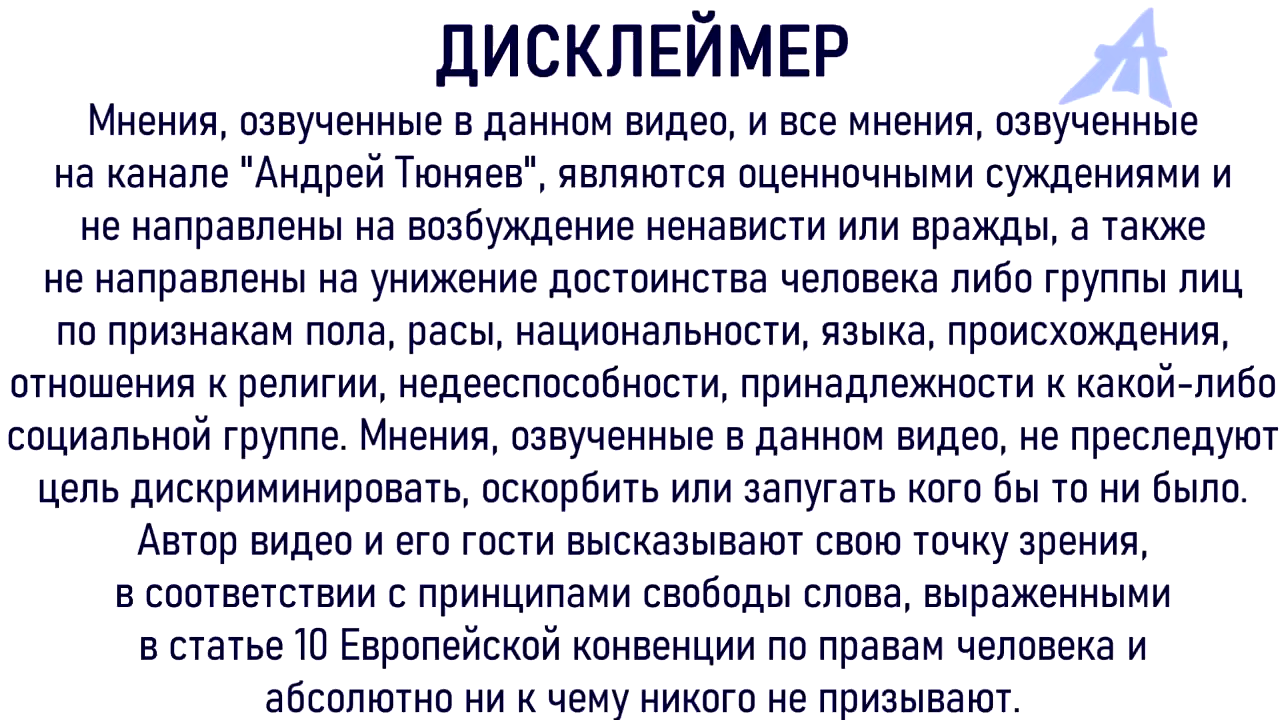 ДИСКЛЕЙМЕР
Мнения, озвученные в данном видео, и все мнения, озвученные
на канале "Андрей Тюняев", являются оценочными суждениями и
не направлены на возбуждение ненависти или вражды, а также
не направлены на унижение достоинства человека либо группы лиц
по признакам пола, расы, национальности, языка, происхождения,
отношения к религии, недееспособности, принадлежности к какой-либо
социальной группе. Мнения, озвученные в данном видео, не преследуют
цель дискриминировать, оскорбить или запугать кого бы то ни было.
Автор видео и его гости высказывают свою точку зрения,
в соответствии с принципами свободы слова, выраженными
в статье 10 Европейской конвенции по правам человека и
абсолютно ни к чему никого не призывают.